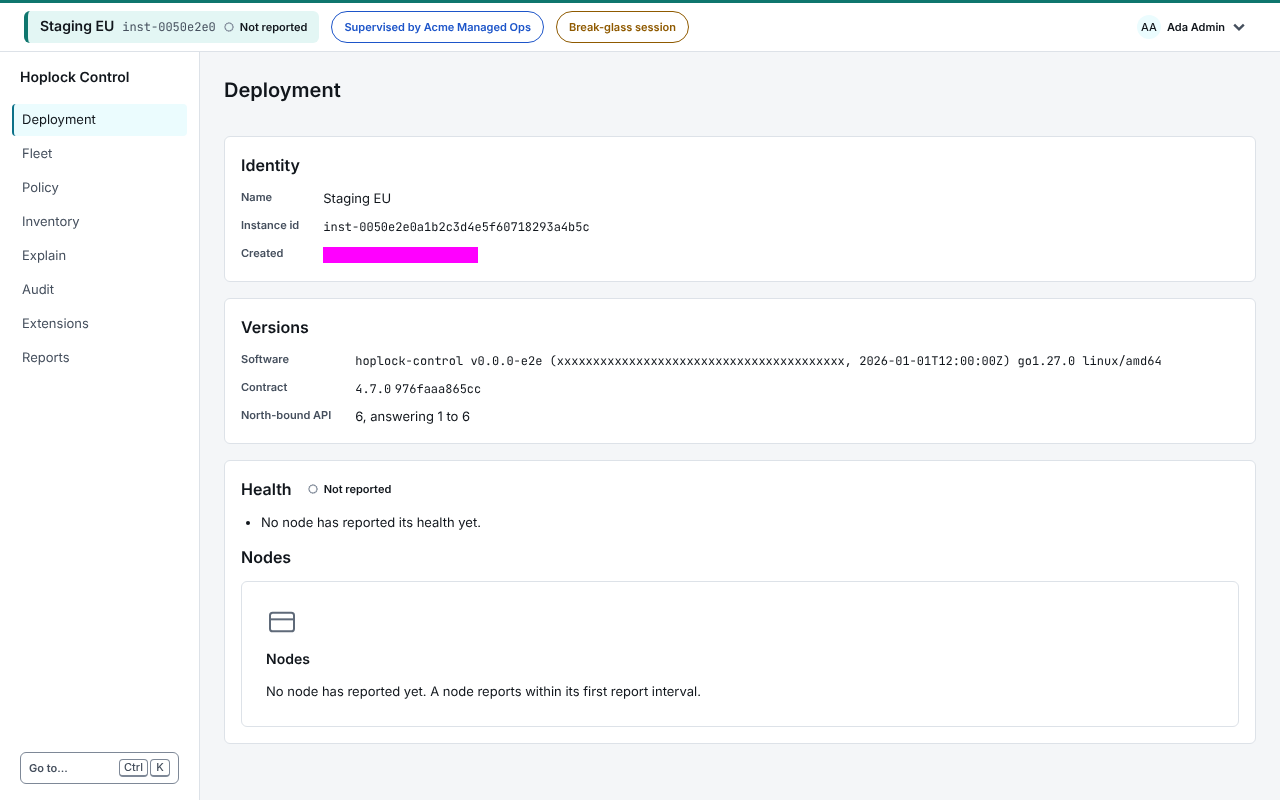 Staging EU inst-0050e2e0 Not reported Supervised by Acme Managed Ops Break-glass session AA Ada Admin
Hoplock Control
Deployment
Fleet
Policy
Inventory
Explain
Audit
Extensions
Reports
Go to... Ctrl K
Deployment
Identity
Name Staging EU
Instance id inst-0050e2e0a1b2c3d4e5f60718293a4b5c
Created
Versions
Software hoplock-control v0.0.0-e2e (xxxxxxxxxxxxxxxxxxxxxxxxxxxxxxxxxxxxxxxx, 2026-01-01T12:00:00Z) go1.27.0 linux/amd64
Contract 4.7.0 976faaa865cc
North-bound API 6, answering 1 to 6
Health Not reported
• No node has reported its health yet.
Nodes
Nodes
No node has reported yet. A node reports within its first report interval.